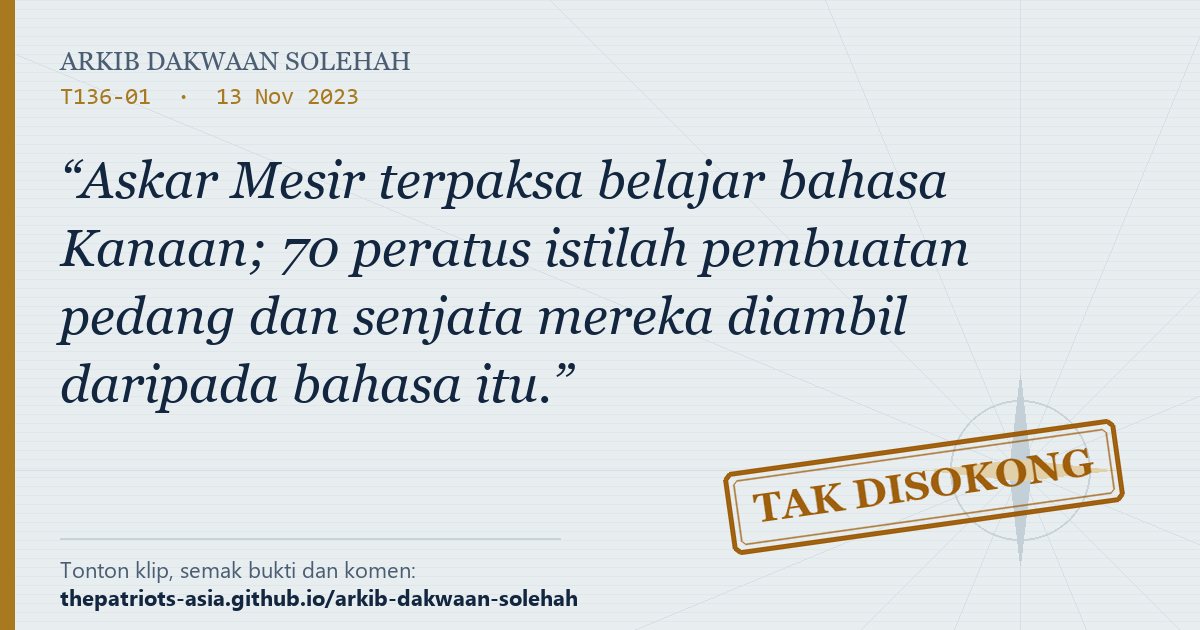 ARKIB DAKWAAN SOLEHAH
T136-01 · 13 Nov 2023
“Askar Mesir terpaksa belajar bahasa
Kanaan; 70 peratus istilah pembuatan
pedang dan senjata mereka diambil
daripada bahasa itu.”
TAK DISOKONG
Tonton klip, semak bukti dan komen:
thepatriots-asia.github.io/arkib-dakwaan-solehah